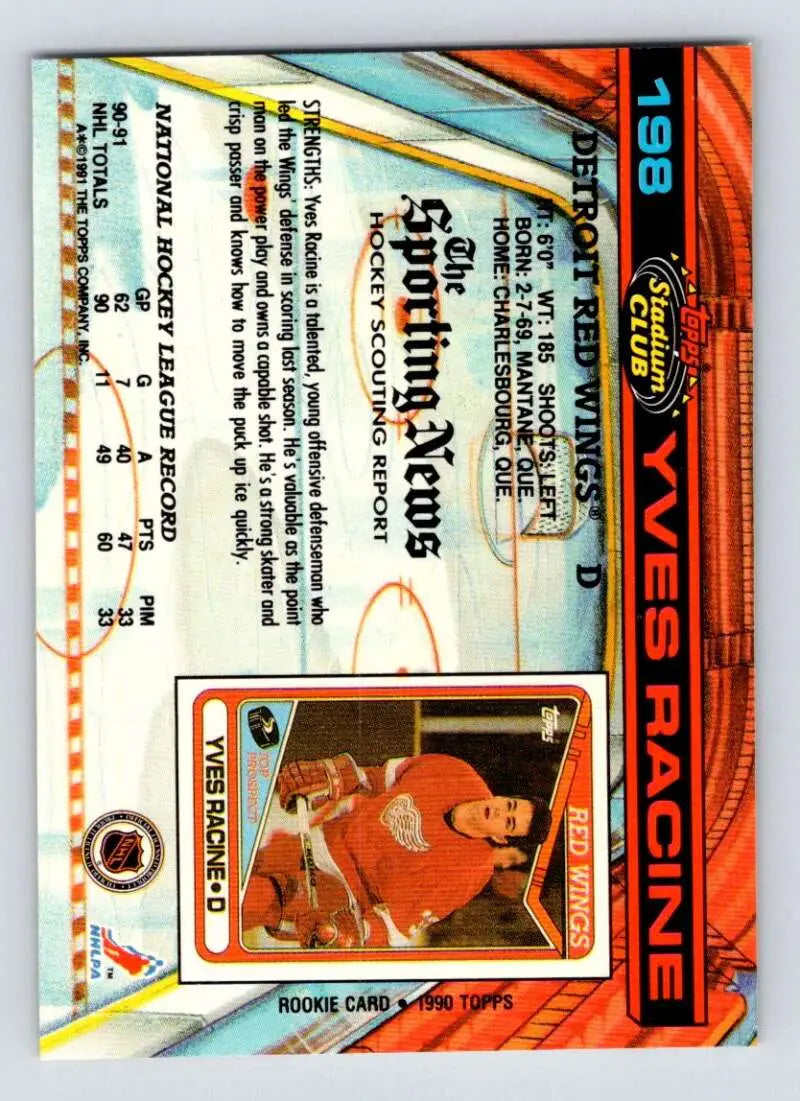 198
Topps
Stadium
CLUB
YVES RACINE
DETROIT RED WINGS® D
HT: 6'0" WT: 185 SHOOTS: LEFT
BORN: 2-7-69, MANTANE, QUE.
HOME: CHARLESBOURG, QUE.
The
Sporting News
HOCKEY SCOUTING REPORT
STRENGTHS: Yves Racine is a talented, young offensive defenseman who
led the Wings' defense in scoring last season. He's valuable as the point
man on the power play and owns a capable shot. He's a strong skater and
crisp passer and knows how to move the puck up ice quickly.
NATIONAL HOCKEY LEAGUE RECORD
GP G A PTS PIM
90-91 62 7 40 47 33
NHL TOTALS 90 11 49 60 33
A*©1991 THE TOPPS COMPANY, INC.
Topps
RED WINGS
TOP
PROSPECT
YVES RACINE • D
ROOKIE CARD • 1990 TOPPS
NHL
NHLPA™